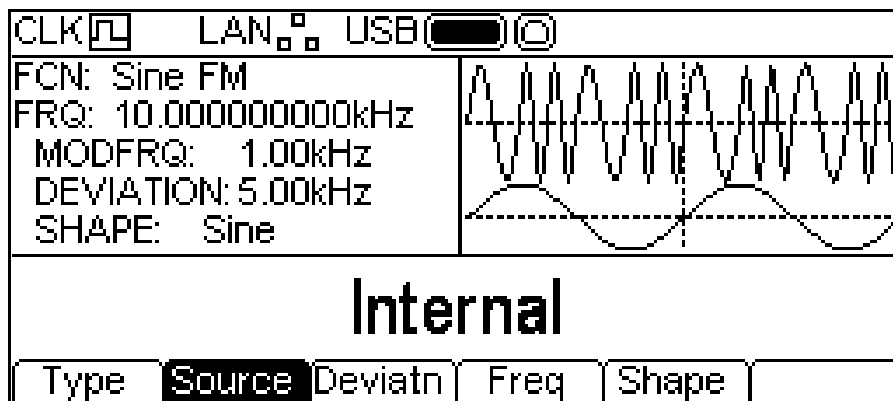 CLK LAN USB
FCN: Sine FM
FRQ: 10.000000000kHz
MODFRQ: 1.00kHz
DEVIATION: 5.00kHz
SHAPE: Sine
Internal
Type Source Deviatn Freq Shape